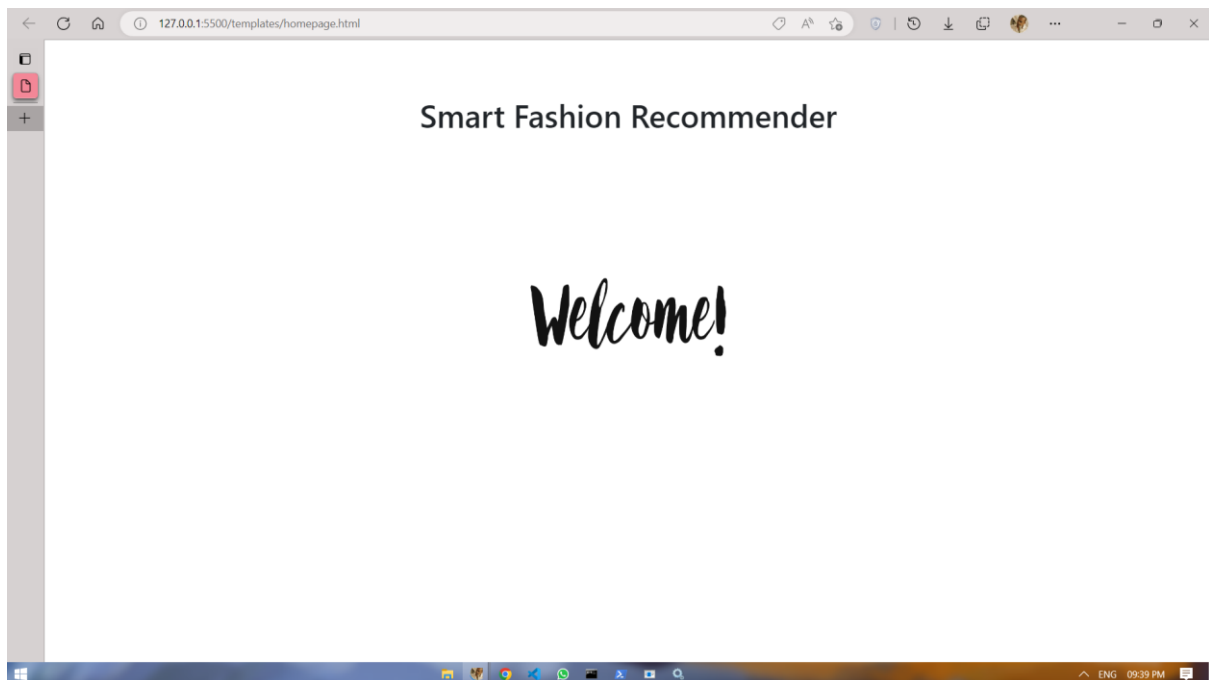 127.0.0.1:5500/templates/homepage.html
Smart Fashion Recommender
Welcome!
ENG 09:39 PM